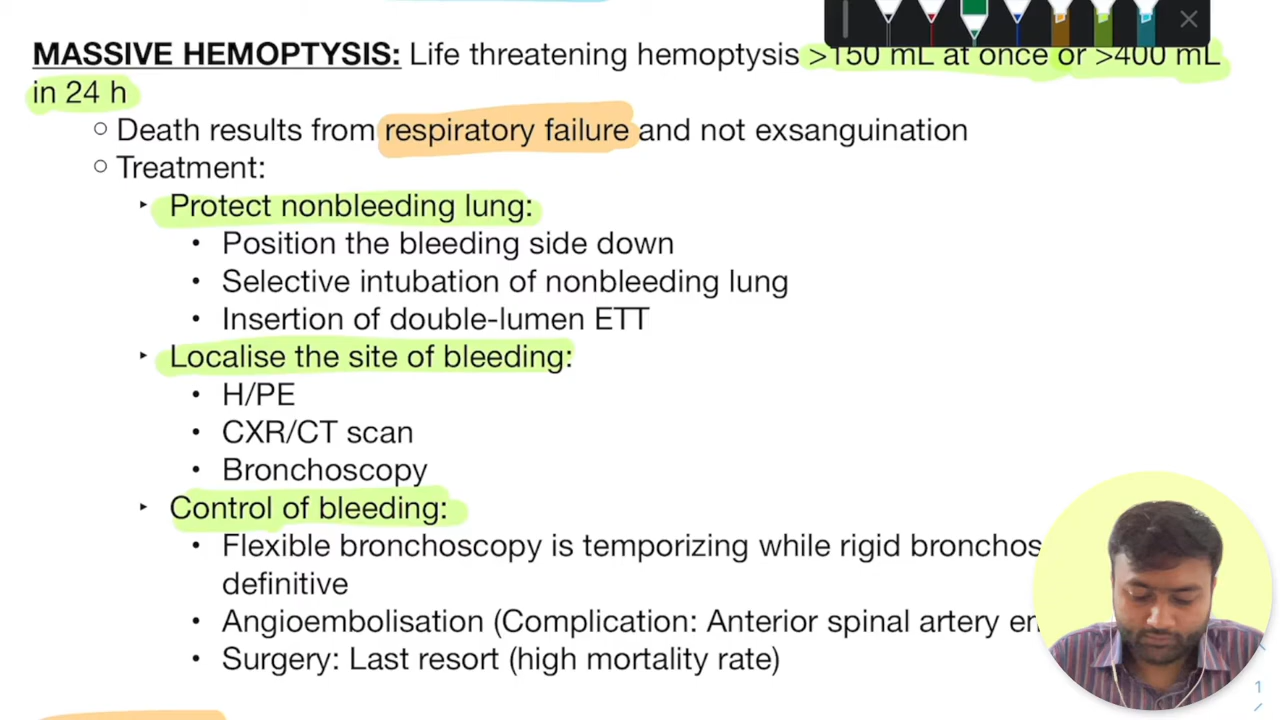 MASSIVE HEMOPTYSIS: Life threatening hemoptysis >150 mL at once or >400 mL
in 24 h
○ Death results from respiratory failure and not exsanguination
○ Treatment:
‣ Protect nonbleeding lung:
• Position the bleeding side down
• Selective intubation of nonbleeding lung
• Insertion of double-lumen ETT
‣ Localise the site of bleeding:
• H/PE
• CXR/CT scan
• Bronchoscopy
‣ Control of bleeding:
• Flexible bronchoscopy is temporizing while rigid
definitive
• Angioembolisation (Complication: Anterior spinal artery
• Surgery: Last resort (high mortality rate)
1